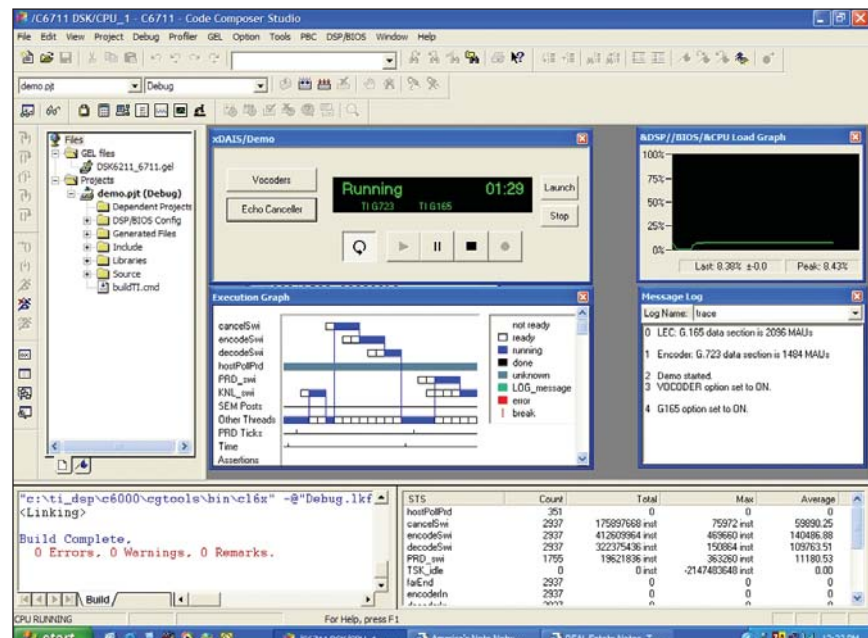 /C6711 DSK/CPU_1 - C6711 - Code Composer Studio
File Edit View Project Debug Profiler GEL Option Tools PBC DSP/BIOS Window Help
demo.pjt Debug
Files
GEL files
DSK6211_6711.gel
Projects
demo.pjt (Debug)
Dependent Projects
DSP/BIOS Config
Generated Files
Include
Libraries
Source
buildTI.cmd
xDAIS/Demo
Vocoders
Echo Canceller
Running 01:29
TI G723 TI G165
Launch
Stop
&DSP//BIOS/&CPU Load Graph
100%
75%
50%
25%
0%
Last: 8.38% ±0.0 Peak: 8.43%
Execution Graph
cancelSwi
encodeSwi
decodeSwi
hostPollPrd
PRD_swi
KNL_swi
SEM Posts
Other Threads
PRD Ticks
Time
Assertions
not ready
ready
running
done
unknown
LOG_message
error
break
Message Log
Log Name: trace
0 LEC: G.165 data section is 2096 MAUs
1 Encoder: G.723 data section is 1484 MAUs
2 Demo started.
3 VOCODER option set to ON.
4 G165 option set to ON.
"c:\ti_dsp\c6000\cgtools\bin\cl6x" -@"Debug.lkf
<Linking>
Build Complete,
0 Errors, 0 Warnings, 0 Remarks.
Build
STS Count Total Max Average
hostPollPrd 351 0 0 0
cancelSwi 2937 175897668 inst 75972 inst 59890.25
encodeSwi 2937 412609964 inst 469660 inst 140486.88
decodeSwi 2937 322375436 inst 150864 inst 109763.51
PRD_swi 1755 19621836 inst 363260 inst 11180.53
TSK_idle 0 0 inst -2147483648 inst 0.00
farEnd 2937 0 0 0
encoderIn 2937 0 0 0
CPU RUNNING For Help, press F1
start